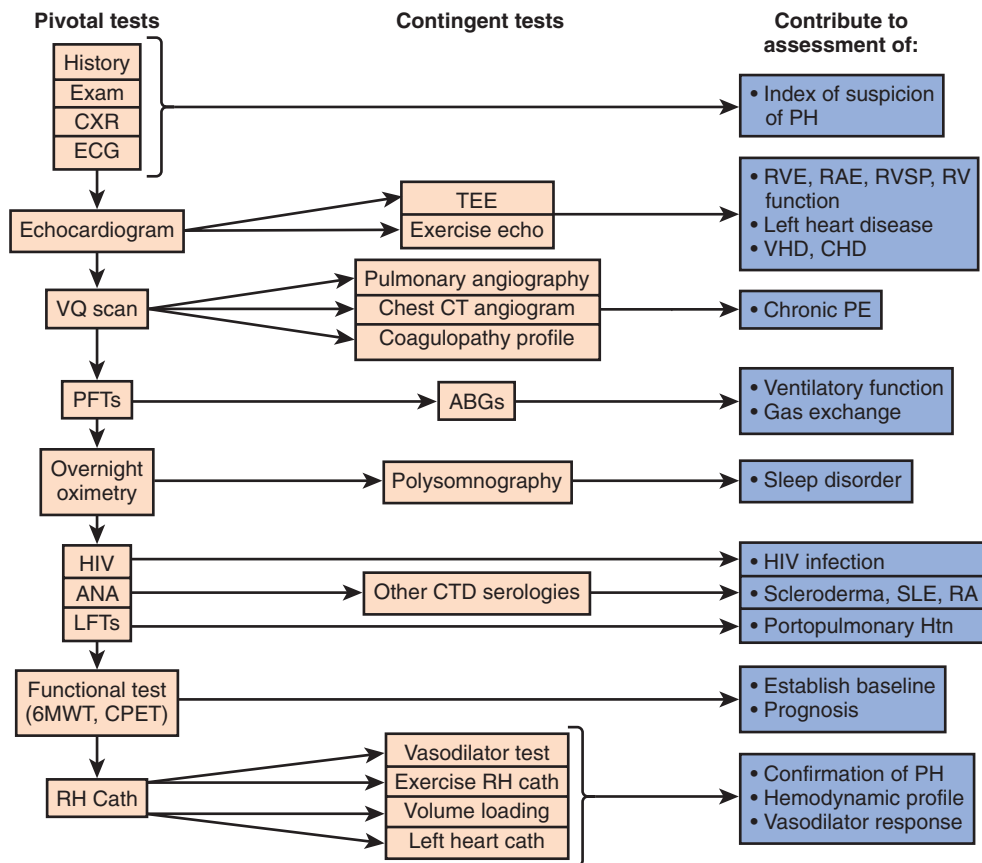 Pivotal tests
Contingent tests
Contribute to
assessment of:
History
Exam
CXR
ECG
• Index of suspicion
of PH
Echocardiogram
TEE
Exercise echo
• RVE, RAE, RVSP, RV
function
• Left heart disease
• VHD, CHD
VQ scan
Pulmonary angiography
Chest CT angiogram
Coagulopathy profile
• Chronic PE
PFTs
ABGs
• Ventilatory function
• Gas exchange
Overnight
oximetry
Polysomnography
• Sleep disorder
HIV
ANA
LFTs
Other CTD serologies
• HIV infection
• Scleroderma, SLE, RA
• Portopulmonary Htn
Functional test
(6MWT, CPET)
• Establish baseline
• Prognosis
RH Cath
Vasodilator test
Exercise RH cath
Volume loading
Left heart cath
• Confirmation of PH
• Hemodynamic profile
• Vasodilator response